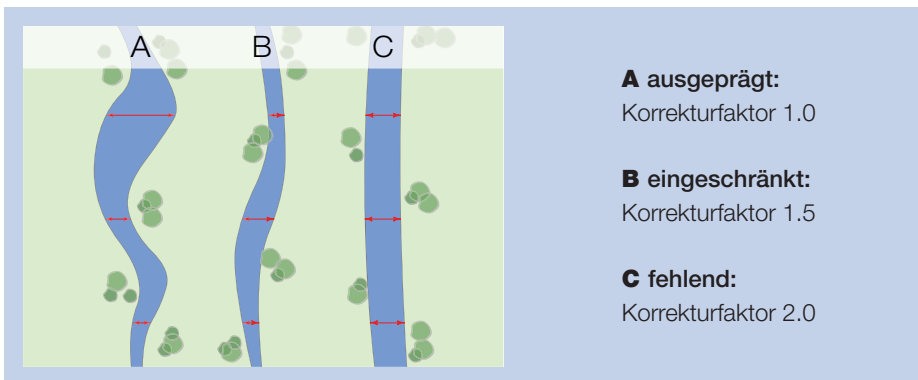 A B C
A ausgeprägt:
Korrekturfaktor 1.0
B eingeschränkt:
Korrekturfaktor 1.5
C fehlend:
Korrekturfaktor 2.0